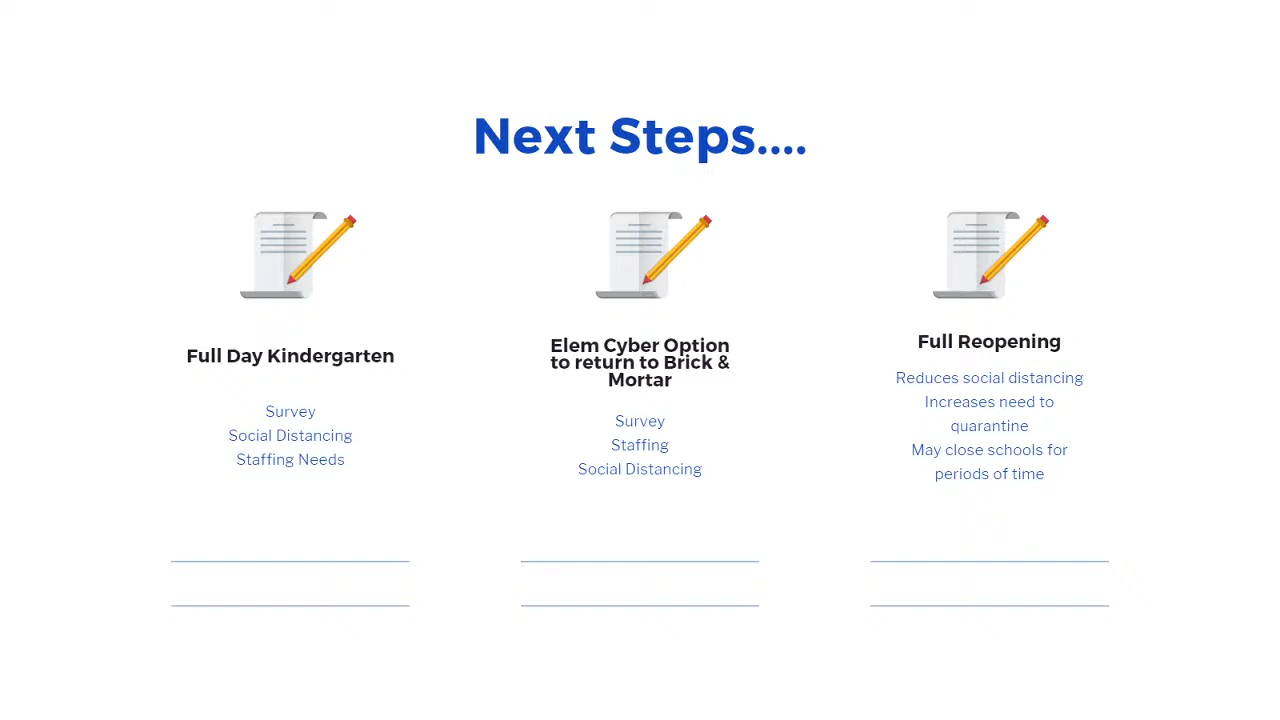 Next Steps....
Full Day Kindergarten
Survey
Social Distancing
Staffing Needs
Elem Cyber Option
to return to Brick &
Mortar
Survey
Staffing
Social Distancing
Full Reopening
Reduces social distancing
Increases need to
quarantine
May close schools for
periods of time